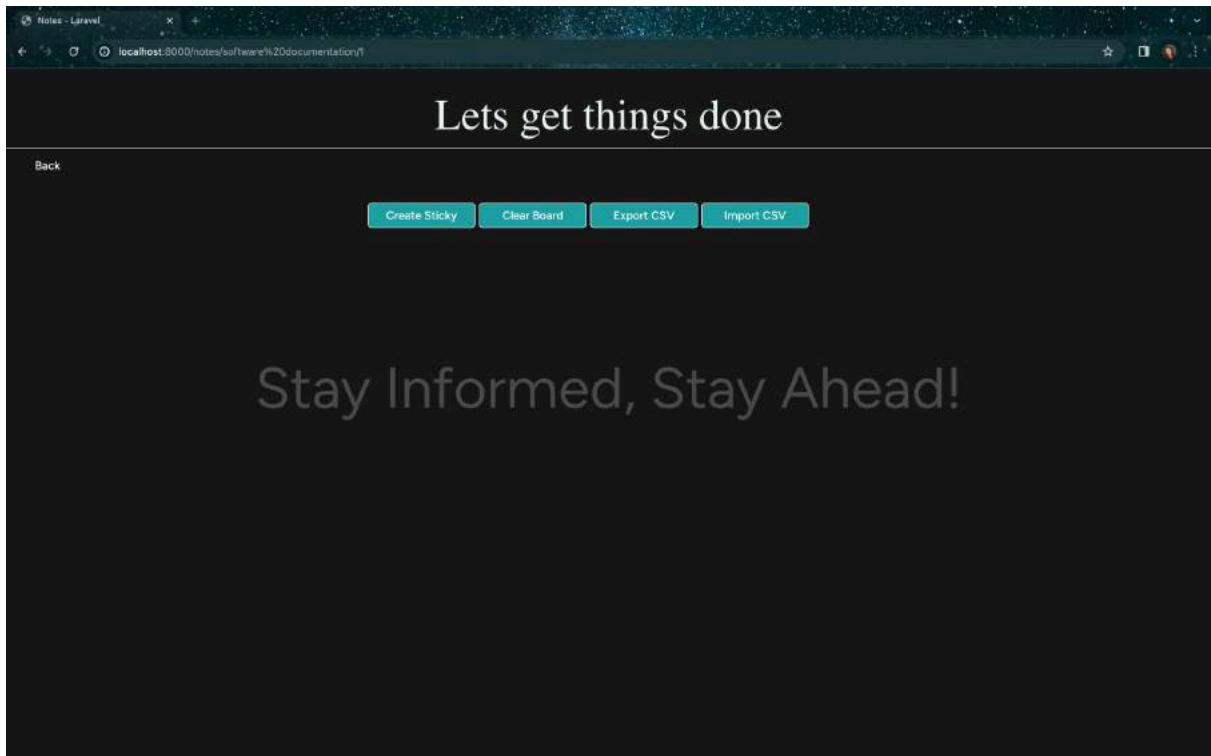 Notes - Laravel
localhost:8000/notes/software%20documentation/1
Lets get things done
Back
Create Sticky Clear Board Export CSV Import CSV
Stay Informed, Stay Ahead!